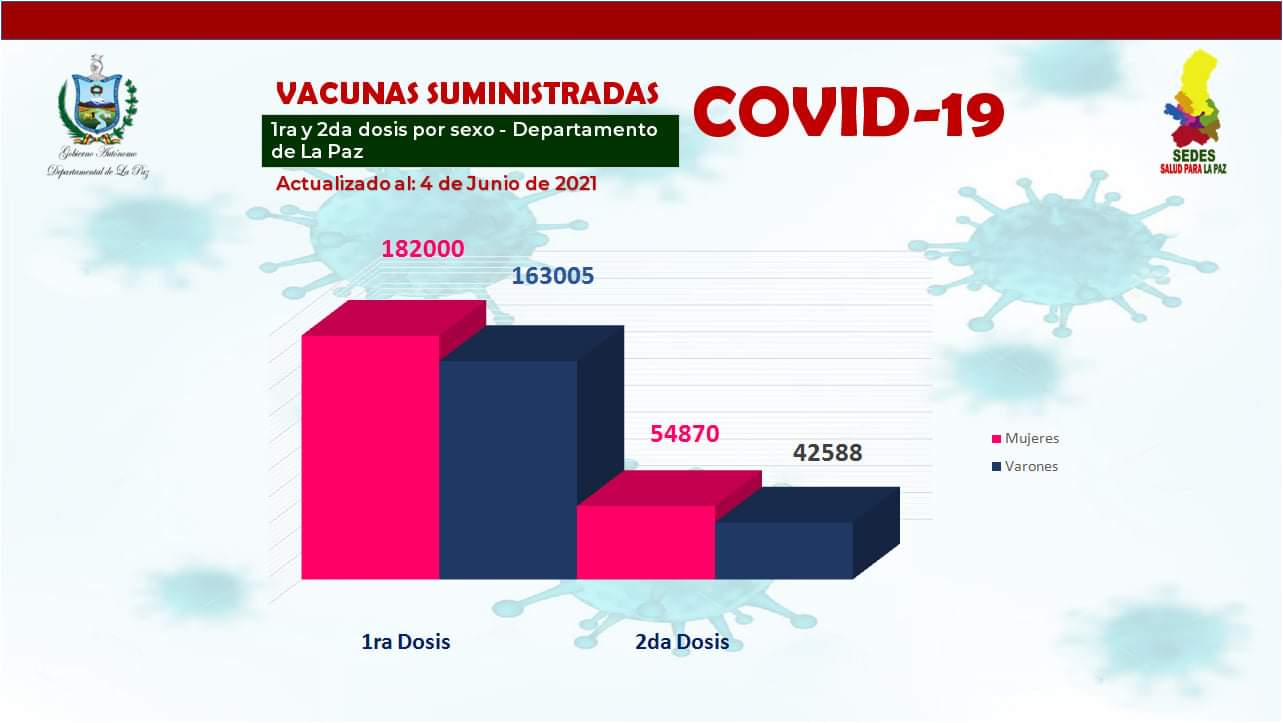 VACUNAS SUMINISTRADAS
COVID-19
1ra y 2da dosis por sexo - Departamento
de La Paz
Actualizado al: 4 de Junio de 2021
Gobierno Autónomo
Departamental de La Paz
SEDES
SALUD PARA LA PAZ
182000
163005
54870
42588
Mujeres
Varones
1ra Dosis
2da Dosis